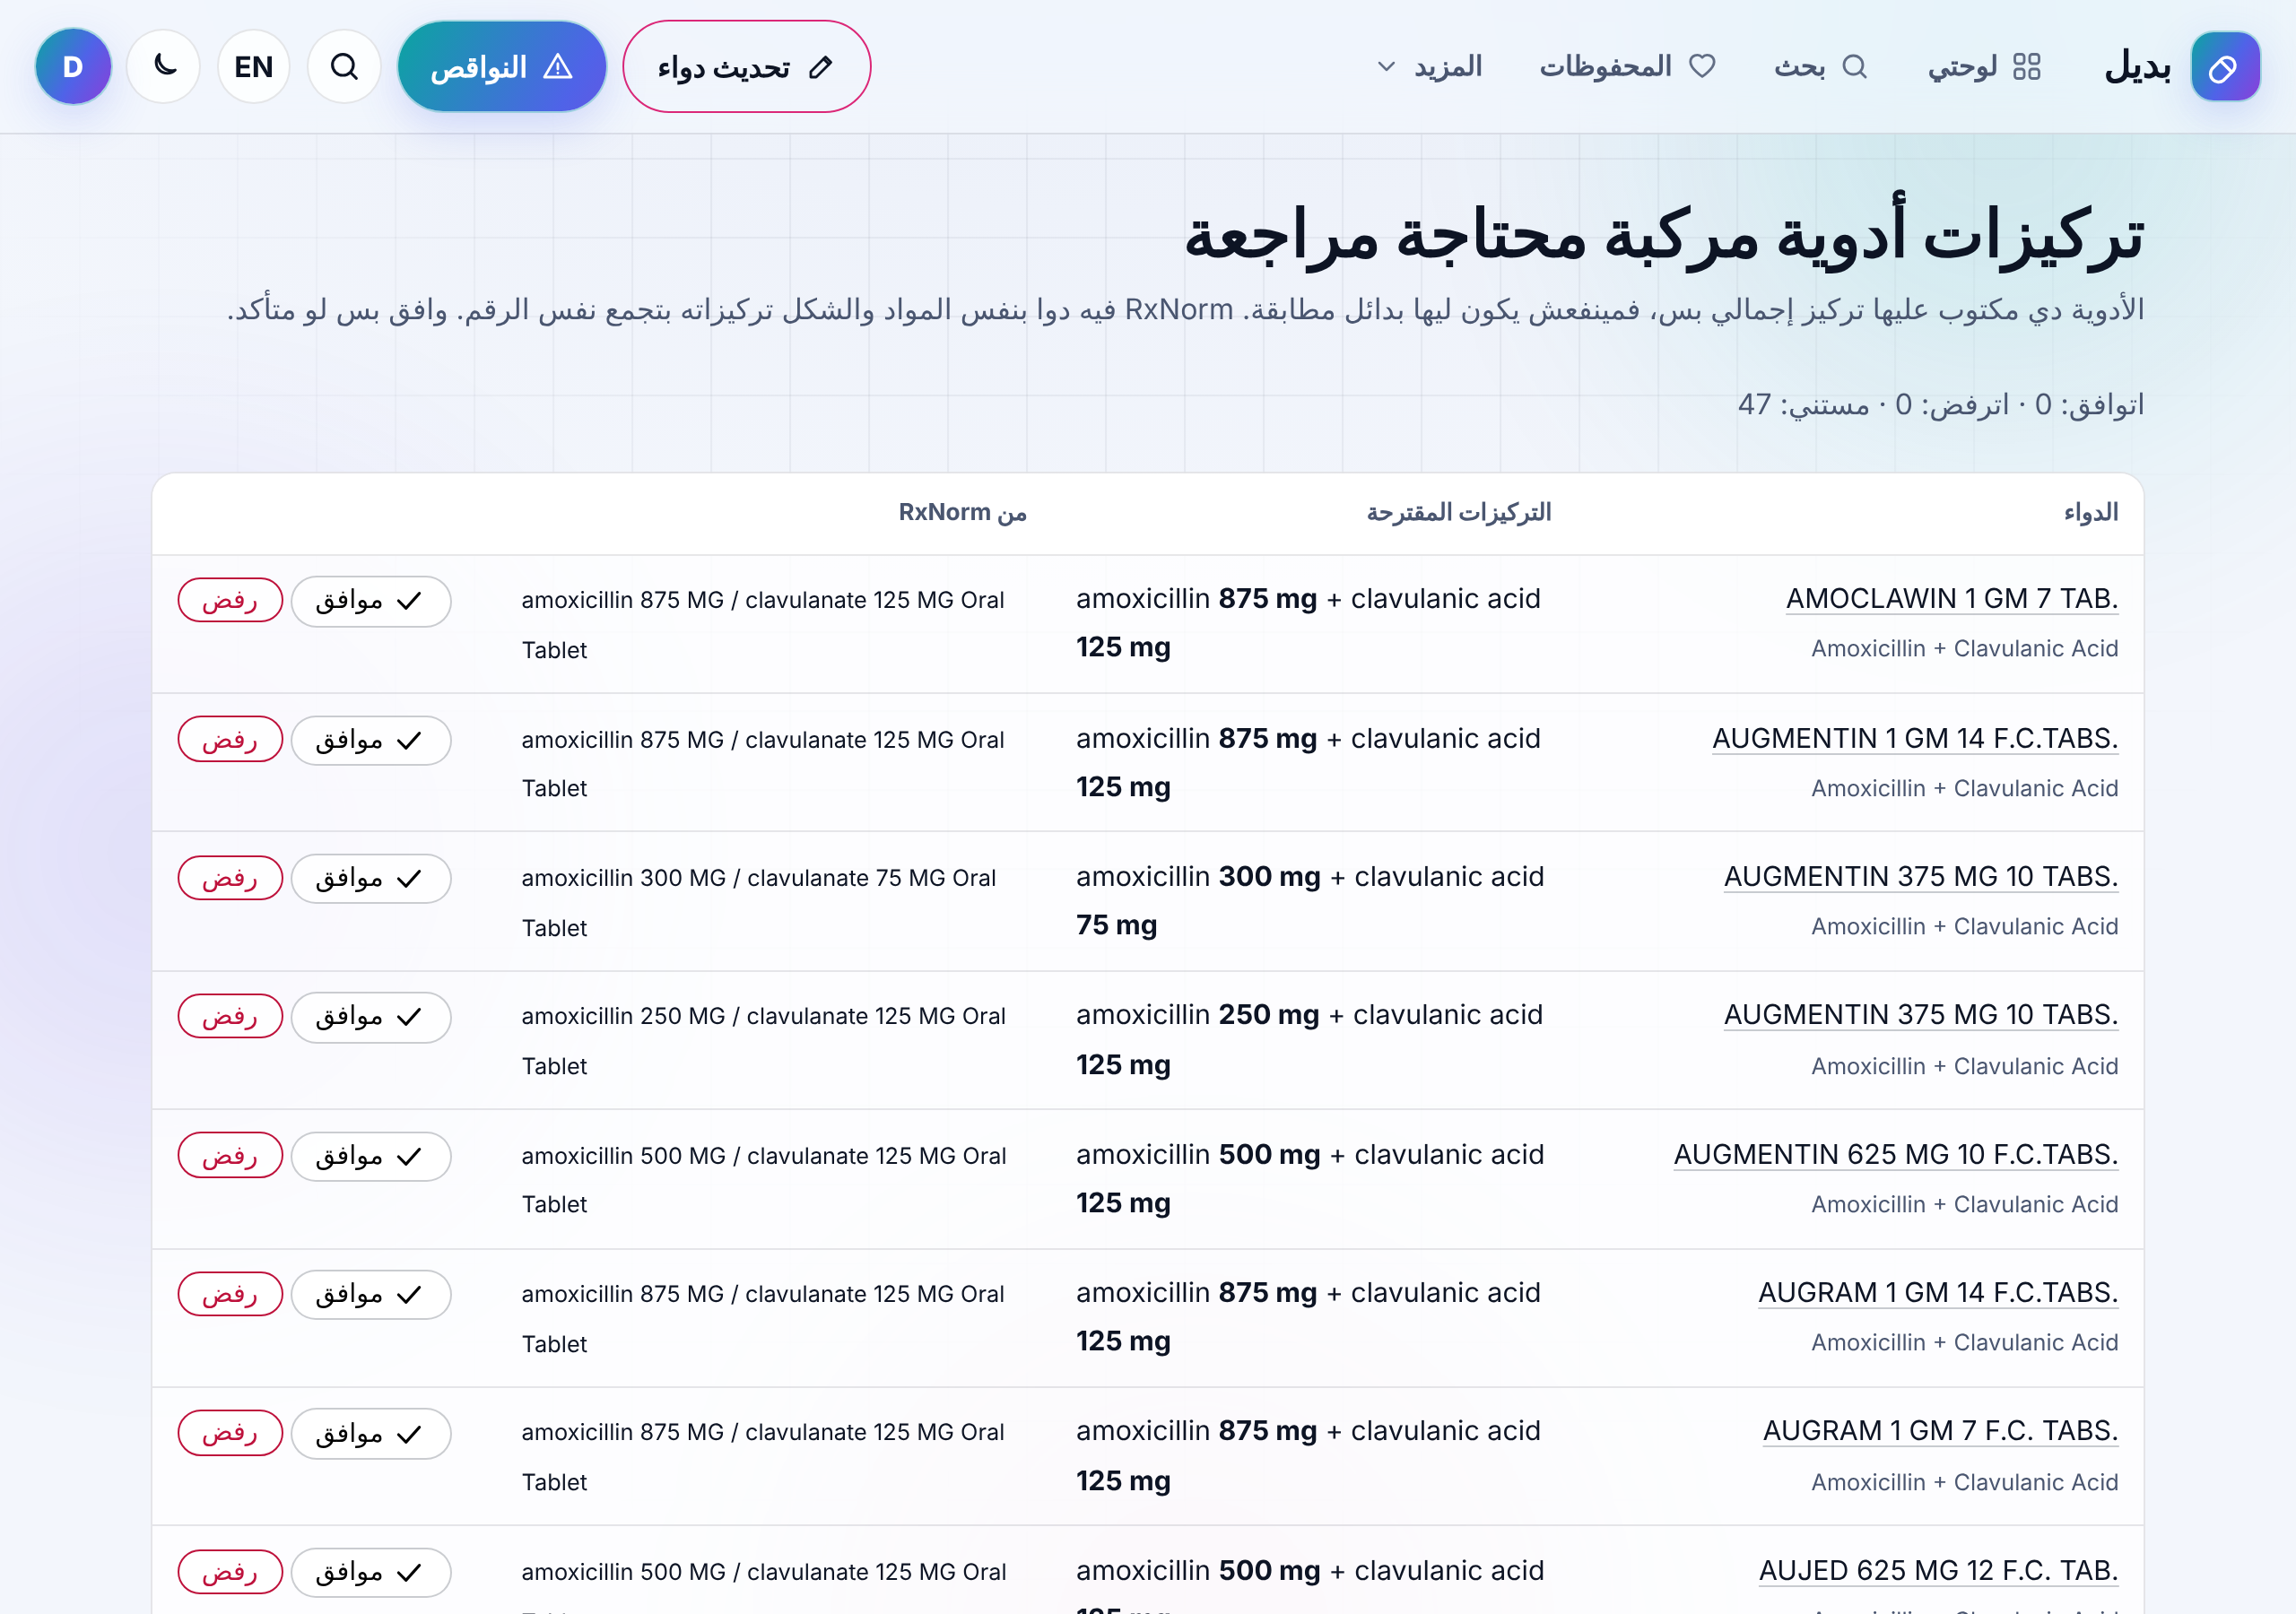 بديل
لوحتي
بحث
المحفوظات
المزيد
تحديث دواء
النواقص
EN
D
تركيزات أدوية مركبة محتاجة مراجعة
الأدوية دي مكتوب عليها تركيز إجمالي بس، فمينفعش يكون ليها بدائل مطابقة. RxNorm فيه دوا بنفس المواد والشكل تركيزاته بتجمع نفس الرقم. وافق بس لو متأكد.
اتوافق: 0 · اترفض: 0 · مستني: 47
الدواء
التركيزات المقترحة
من RxNorm
AMOCLAWIN 1 GM 7 TAB.
Amoxicillin + Clavulanic Acid
amoxicillin 875 mg + clavulanic acid
125 mg
amoxicillin 875 MG / clavulanate 125 MG Oral
Tablet
موافق
رفض
AUGMENTIN 1 GM 14 F.C.TABS.
Amoxicillin + Clavulanic Acid
amoxicillin 875 mg + clavulanic acid
125 mg
amoxicillin 875 MG / clavulanate 125 MG Oral
Tablet
موافق
رفض
AUGMENTIN 375 MG 10 TABS.
Amoxicillin + Clavulanic Acid
amoxicillin 300 mg + clavulanic acid
75 mg
amoxicillin 300 MG / clavulanate 75 MG Oral
Tablet
موافق
رفض
AUGMENTIN 375 MG 10 TABS.
Amoxicillin + Clavulanic Acid
amoxicillin 250 mg + clavulanic acid
125 mg
amoxicillin 250 MG / clavulanate 125 MG Oral
Tablet
موافق
رفض
AUGMENTIN 625 MG 10 F.C.TABS.
Amoxicillin + Clavulanic Acid
amoxicillin 500 mg + clavulanic acid
125 mg
amoxicillin 500 MG / clavulanate 125 MG Oral
Tablet
موافق
رفض
AUGRAM 1 GM 14 F.C.TABS.
Amoxicillin + Clavulanic Acid
amoxicillin 875 mg + clavulanic acid
125 mg
amoxicillin 875 MG / clavulanate 125 MG Oral
Tablet
موافق
رفض
AUGRAM 1 GM 7 F.C. TABS.
Amoxicillin + Clavulanic Acid
amoxicillin 875 mg + clavulanic acid
125 mg
amoxicillin 875 MG / clavulanate 125 MG Oral
Tablet
موافق
رفض
AUJED 625 MG 12 F.C. TAB.
amoxicillin 500 mg + clavulanic acid
amoxicillin 500 MG / clavulanate 125 MG Oral
موافق
رفض